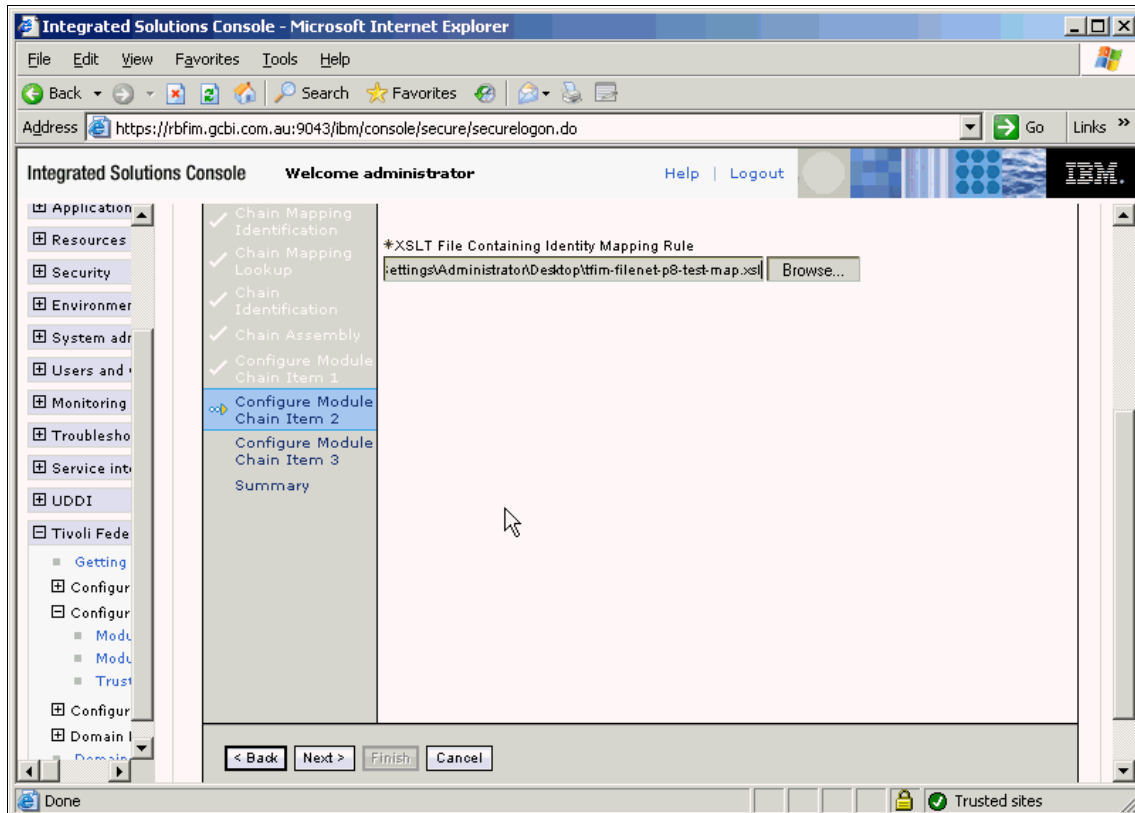 Integrated Solutions Console - Microsoft Internet Explorer
File Edit View Favorites Tools Help
Back Search Favorites
Address https://rbfim.gcbi.com.au:9043/ibm/console/secure/securelogon.do Go Links »
Integrated Solutions Console Welcome administrator Help | Logout IBM.
Application
Resources
Security
Environmer
System adr
Users and
Monitoring
Troublesho
Service int
UDDI
Tivoli Fede
Getting
Configur
Configur
Modu
Modu
Trust
Configur
Domain
Domain
Chain Mapping
Identification
Chain Mapping
Lookup
Chain
Identification
Chain Assembly
Configure Module
Chain Item 1
Configure Module
Chain Item 2
Configure Module
Chain Item 3
Summary
*XSLT File Containing Identity Mapping Rule
ettings\Administrator\Desktop\tfim-filenet-p8-test-map.xsl Browse...
< Back Next > Finish Cancel
Done Trusted sites